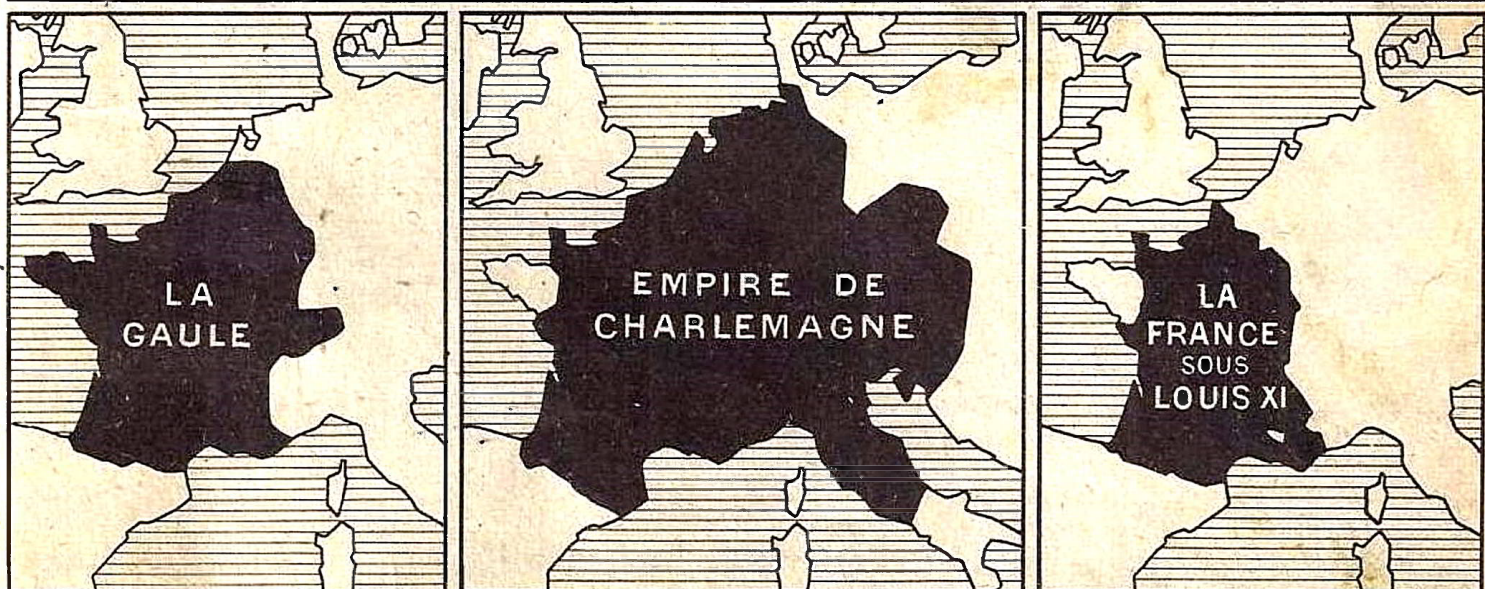 LA
GAULE
EMPIRE DE
CHARLEMAGNE
LA
FRANCE
SOUS
LOUIS XI